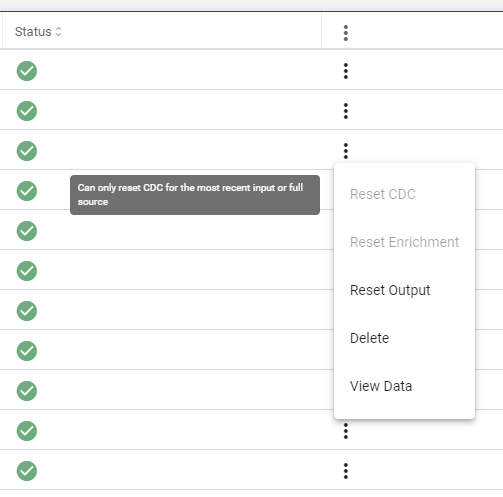 Status
Can only reset CDC for the most recent input or full
source
Reset CDC
Reset Enrichment
Reset Output
Delete
View Data